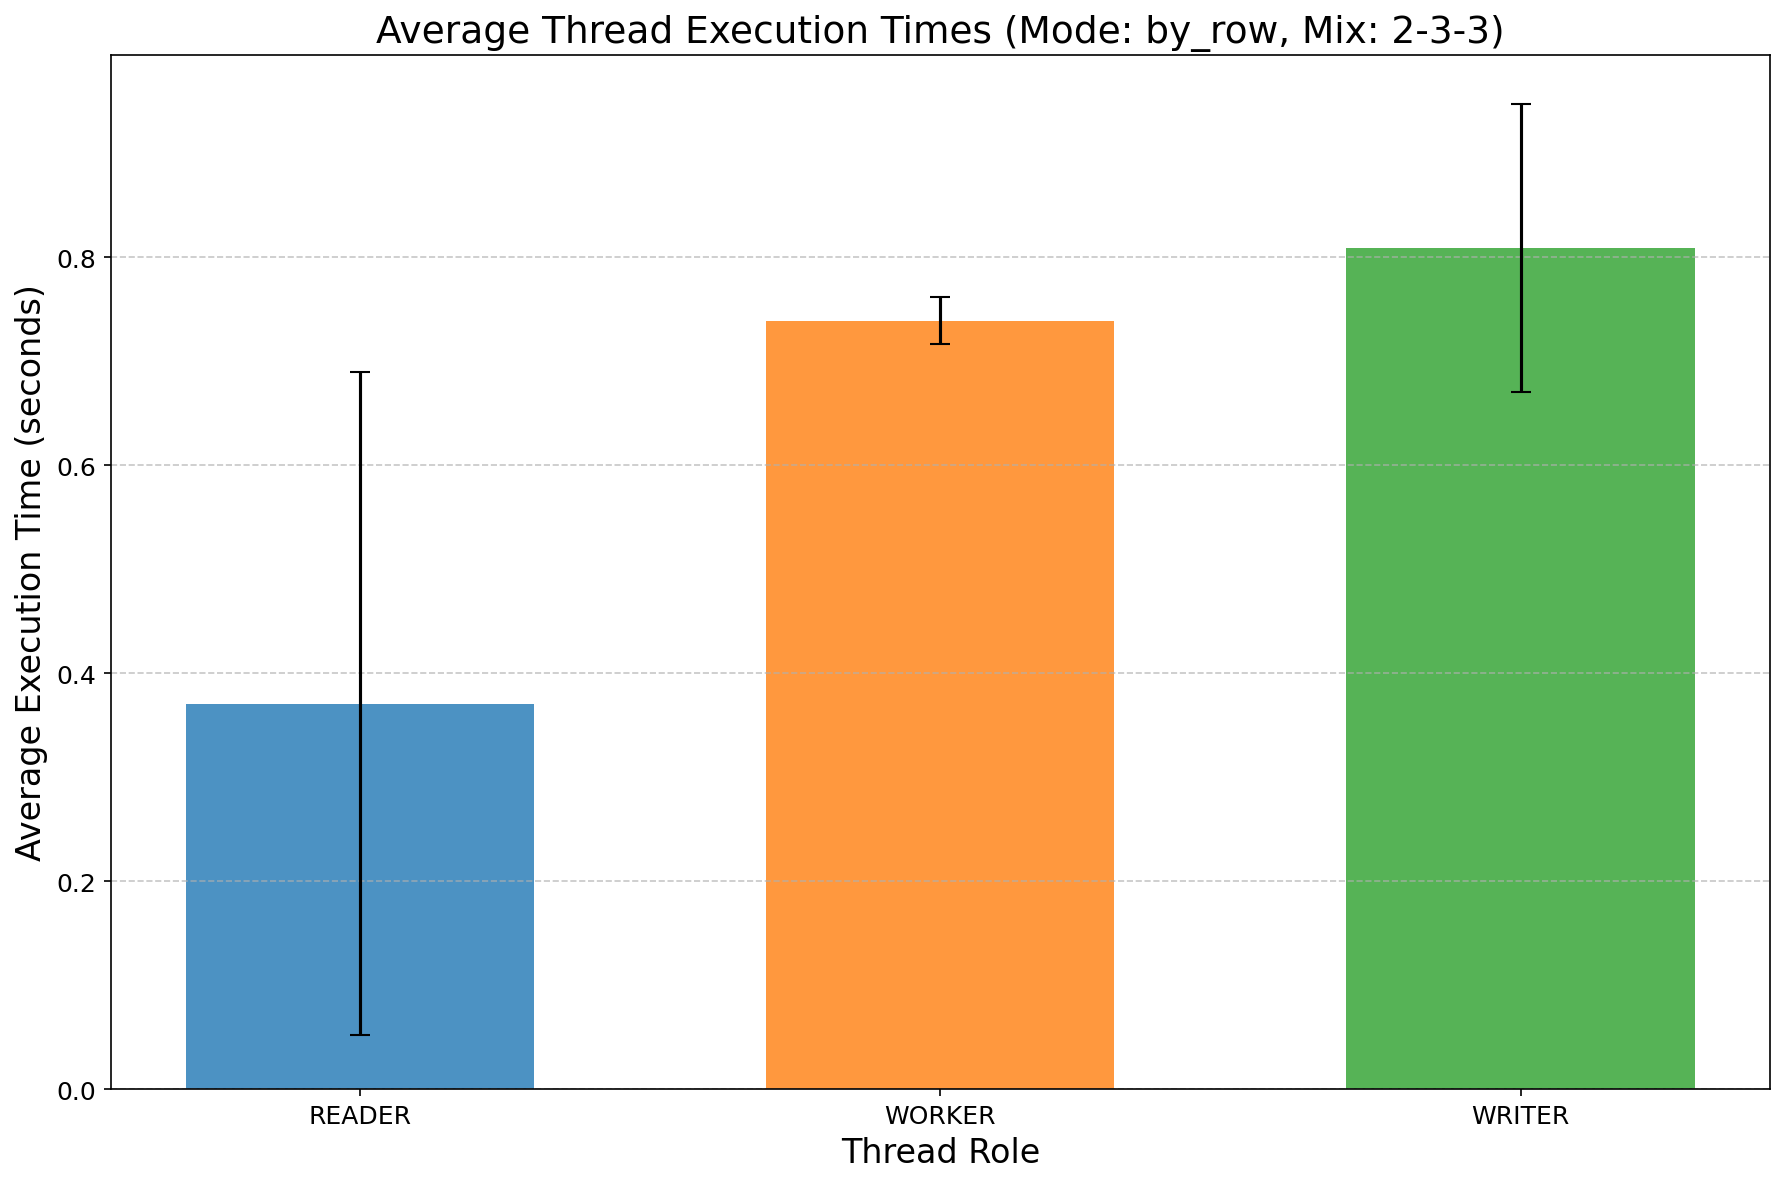 Average Thread Execution Times (Mode: by_row, Mix: 2-3-3)
Average Execution Time (seconds)
0.8
0.6
0.4
0.2
0.0
READER
WORKER
WRITER
Thread Role